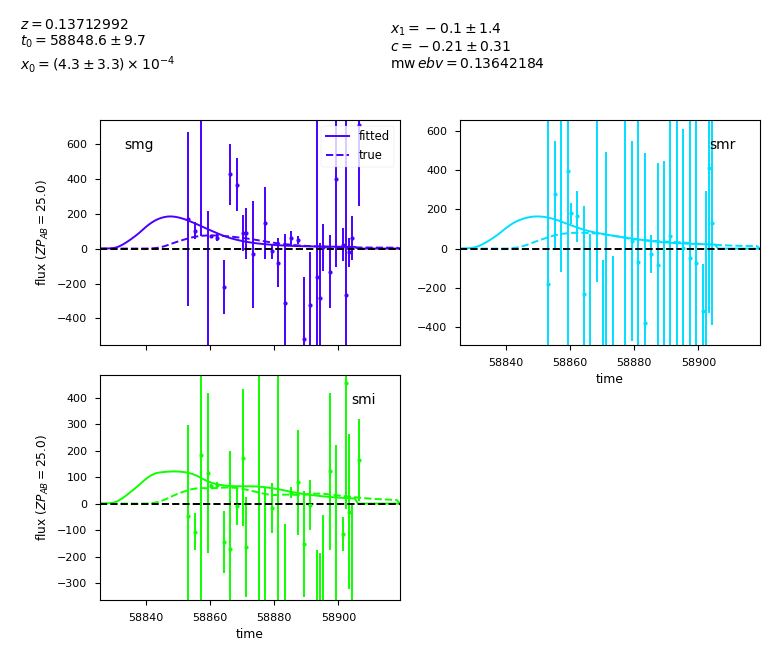 z = 0.13712992
t₀ = 58848.6 ± 9.7
x₀ = (4.3 ± 3.3) × 10⁻⁴
x₁ = −0.1 ± 1.4
c = −0.21 ± 0.31
mw ebv = 0.13642184
smg
fitted
true
600
400
200
0
−200
−400
flux (ZP_AB = 25.0)
smr
600
400
200
0
−200
−400
58840 58860 58880 58900
time
smi
400
300
200
100
0
−100
−200
−300
flux (ZP_AB = 25.0)
58840 58860 58880 58900
time